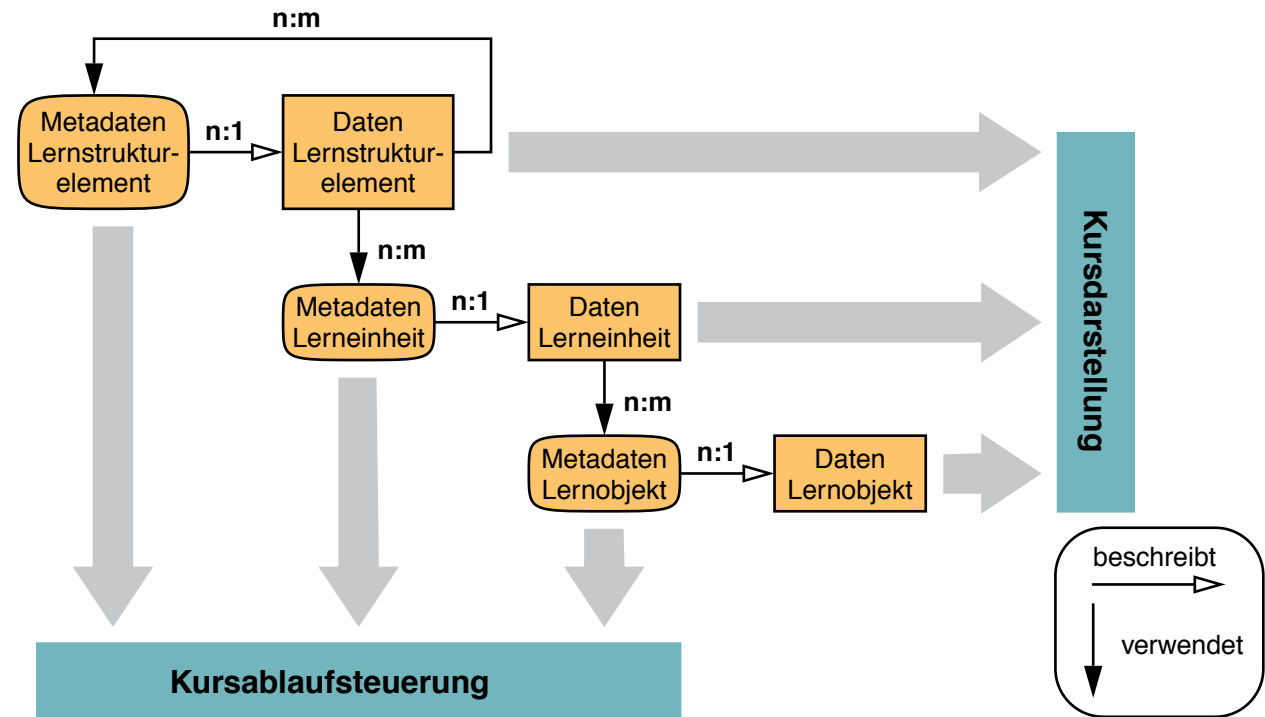 n:m
Metadaten
Lernstruktur-
element
n:1
Daten
Lernstruktur-
element
n:m
Metadaten
Lerneinheit
n:1
Daten
Lerneinheit
n:m
Metadaten
Lernobjekt
n:1
Daten
Lernobjekt
Kursdarstellung
beschreibt
verwendet
Kursablaufsteuerung